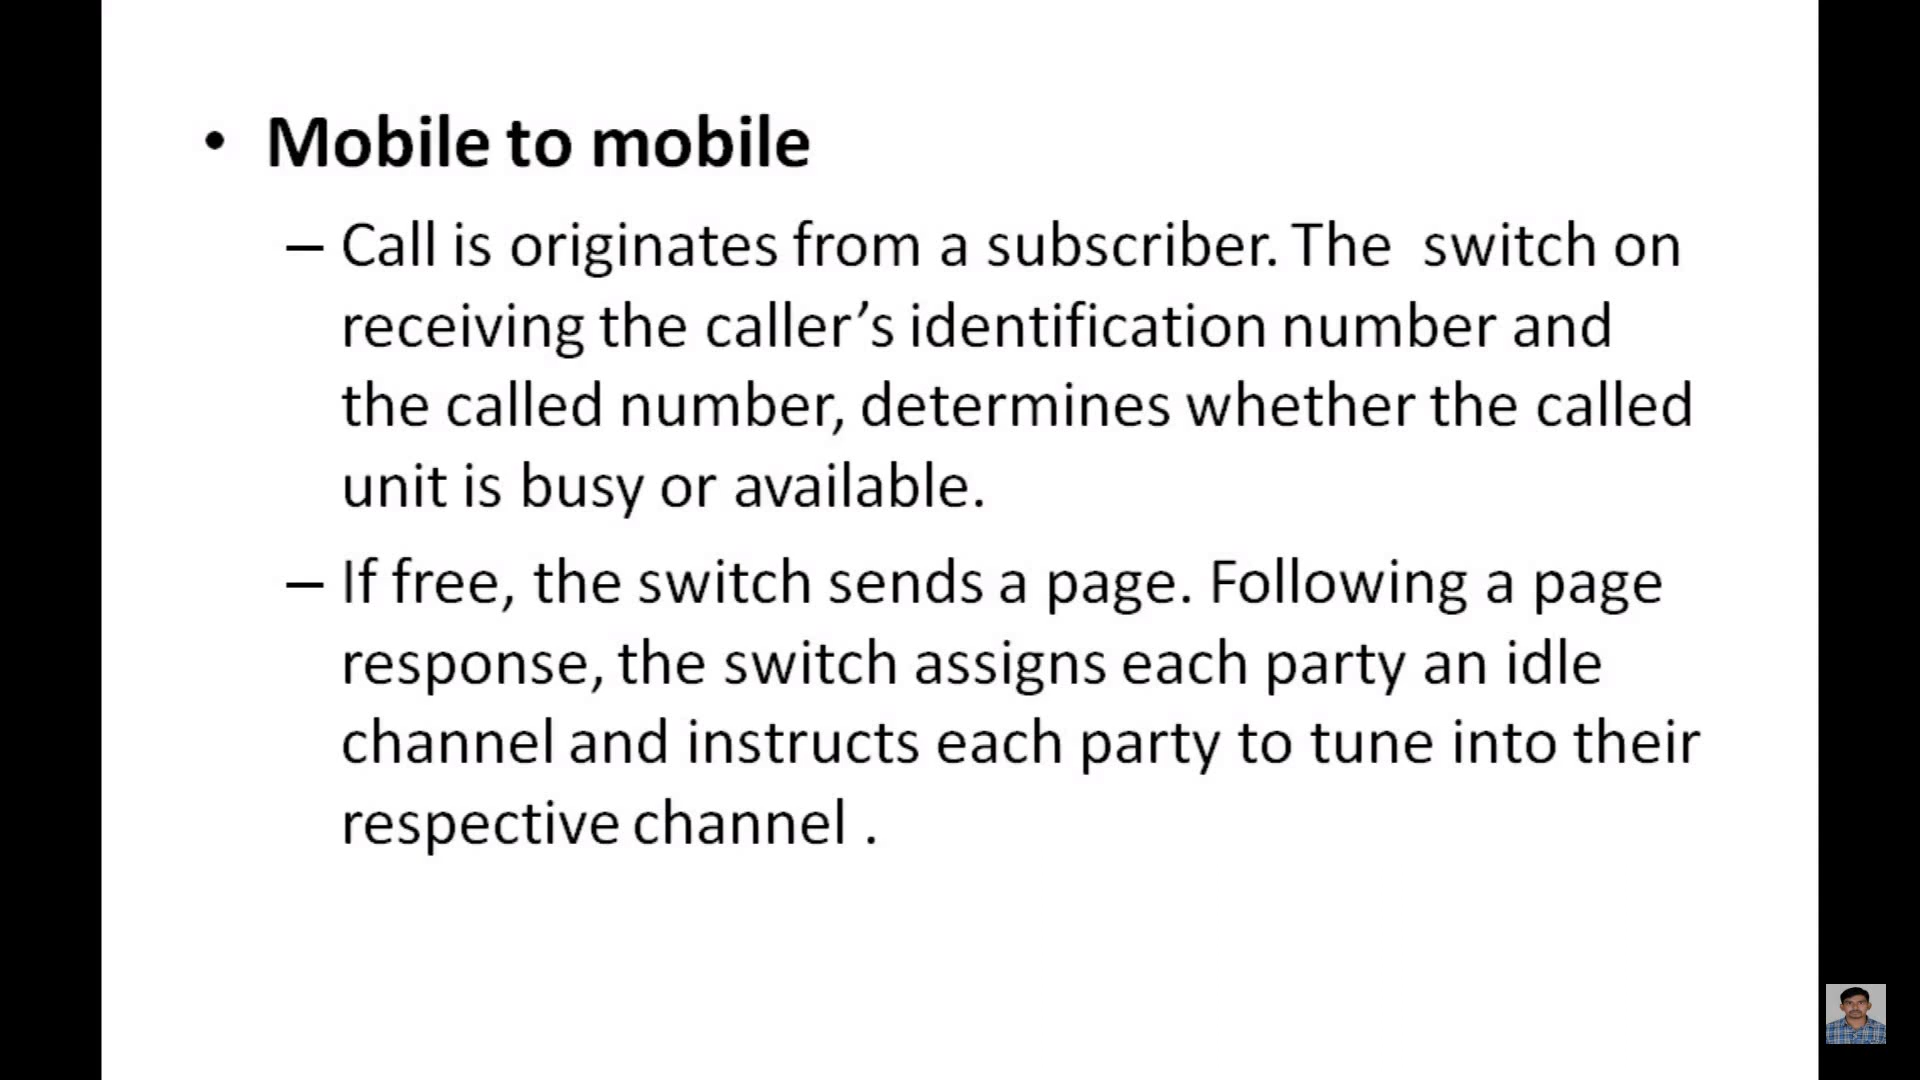 • Mobile to mobile
– Call is originates from a subscriber. The switch on
receiving the caller’s identification number and
the called number, determines whether the called
unit is busy or available.
– If free, the switch sends a page. Following a page
response, the switch assigns each party an idle
channel and instructs each party to tune into their
respective channel .